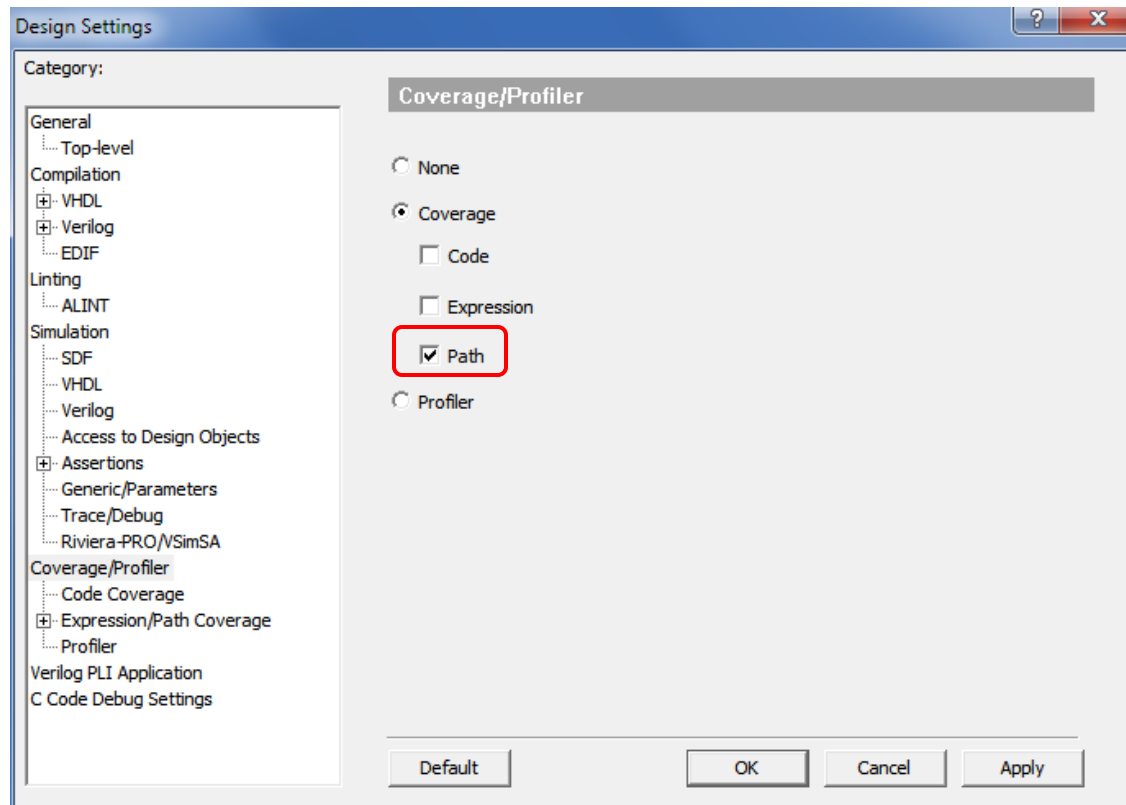 Design Settings
?
X
Category:
General
Top-level
Compilation
VHDL
Verilog
EDIF
Linting
ALINT
Simulation
SDF
VHDL
Verilog
Access to Design Objects
Assertions
Generic/Parameters
Trace/Debug
Riviera-PRO/VSimSA
Coverage/Profiler
Code Coverage
Expression/Path Coverage
Profiler
Verilog PLI Application
C Code Debug Settings
Coverage/Profiler
None
Coverage
Code
Expression
Path
Profiler
Default
OK
Cancel
Apply